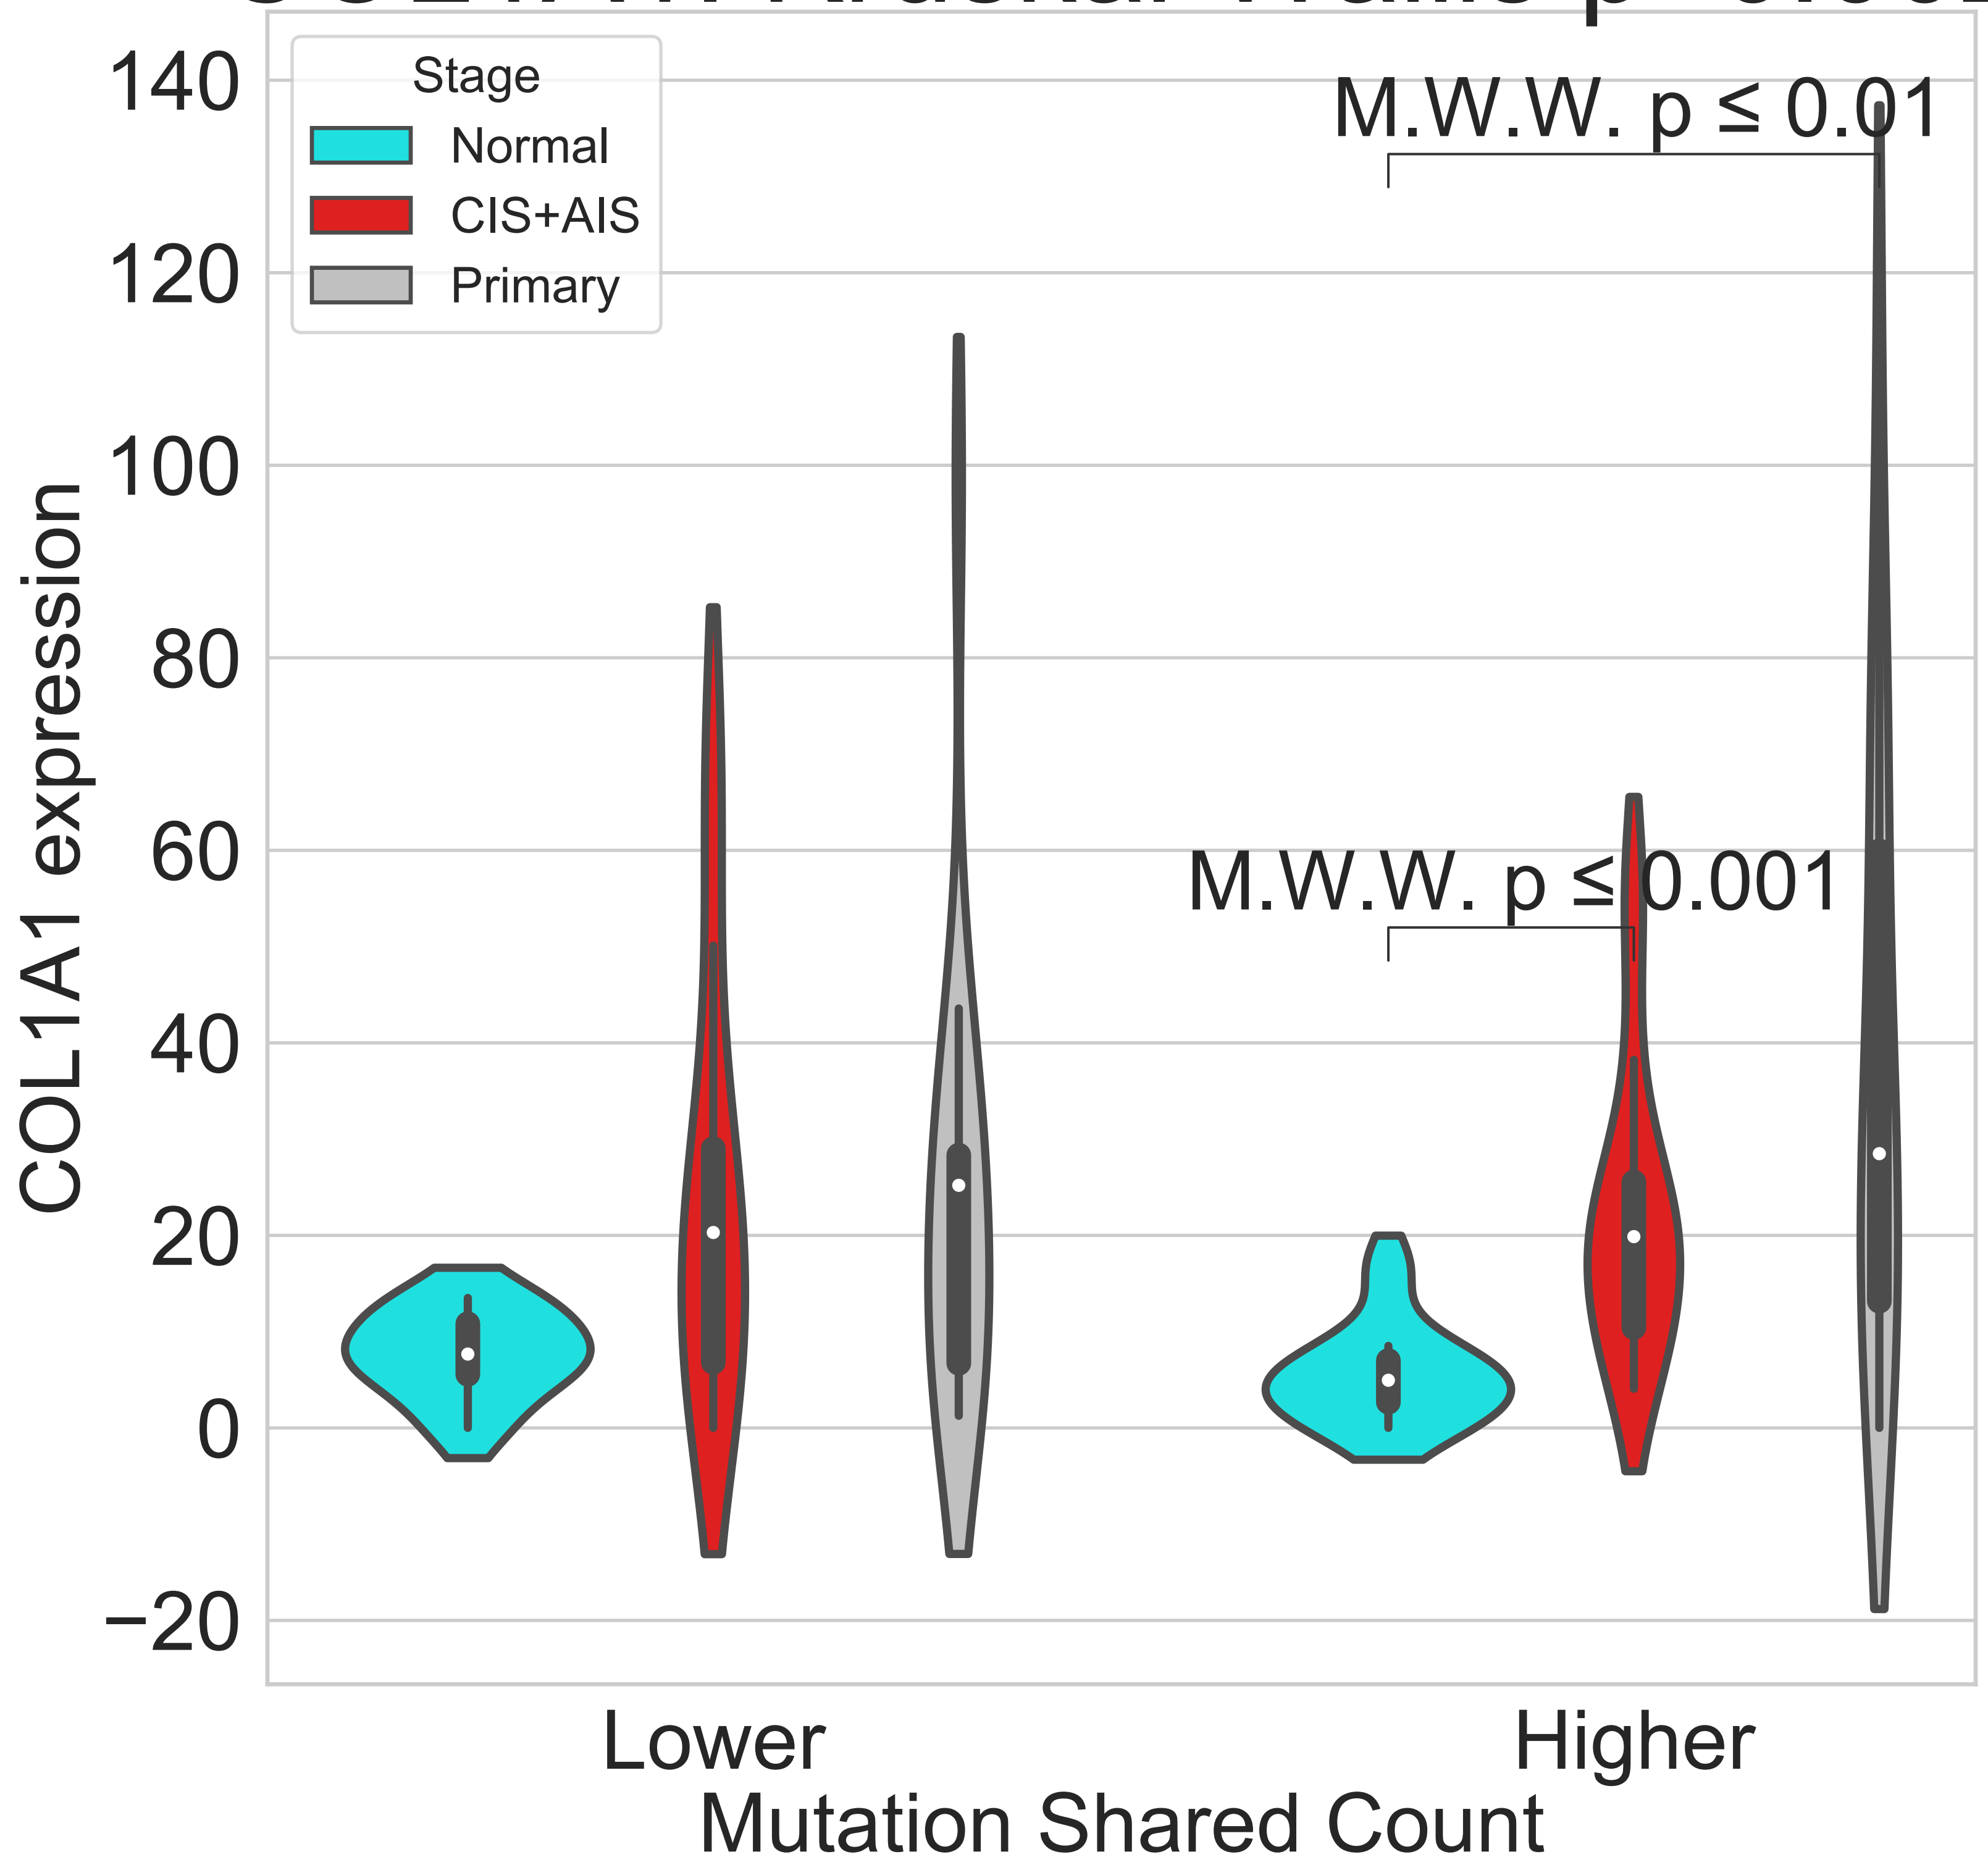 140
120
100
80
60
40
20
0
−20
COL1A1 expression
Stage
Normal
CIS+AIS
Primary
M.W.W. p ≤ 0.01
M.W.W. p ≤ 0.001
Lower
Higher
Mutation Shared Count